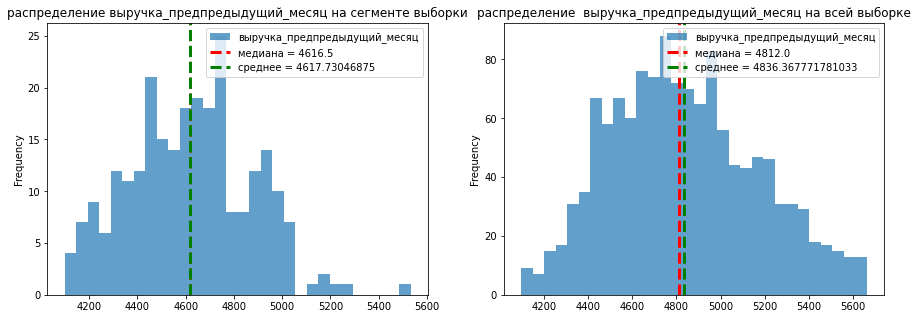 распределение выручка_предпредыдущий_месяц на сегменте выборки
распределение  выручка_предпредыдущий_месяц на всей выборке
выручка_предпредыдущий_месяц
медиана = 4616.5
среднее = 4617.73046875
Frequency
25
20
15
10
5
0
4200 4400 4600 4800 5000 5200 5400 5600
выручка_предпредыдущий_месяц
медиана = 4812.0
среднее = 4836.367771781033
Frequency
80
60
40
20
0
4200 4400 4600 4800 5000 5200 5400 5600